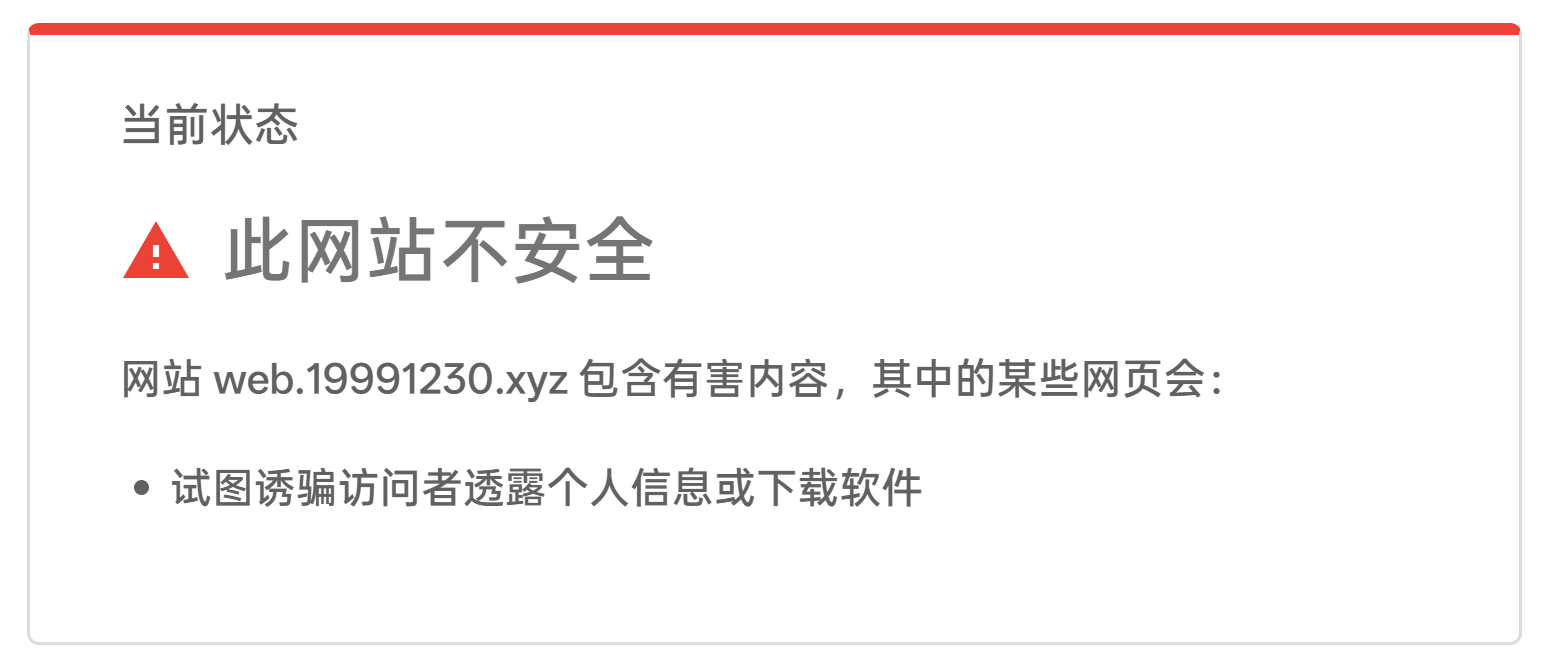 当前状态
此网站不安全
网站 web.19991230.xyz 包含有害内容，其中的某些网页会：
试图诱骗访问者透露个人信息或下载软件